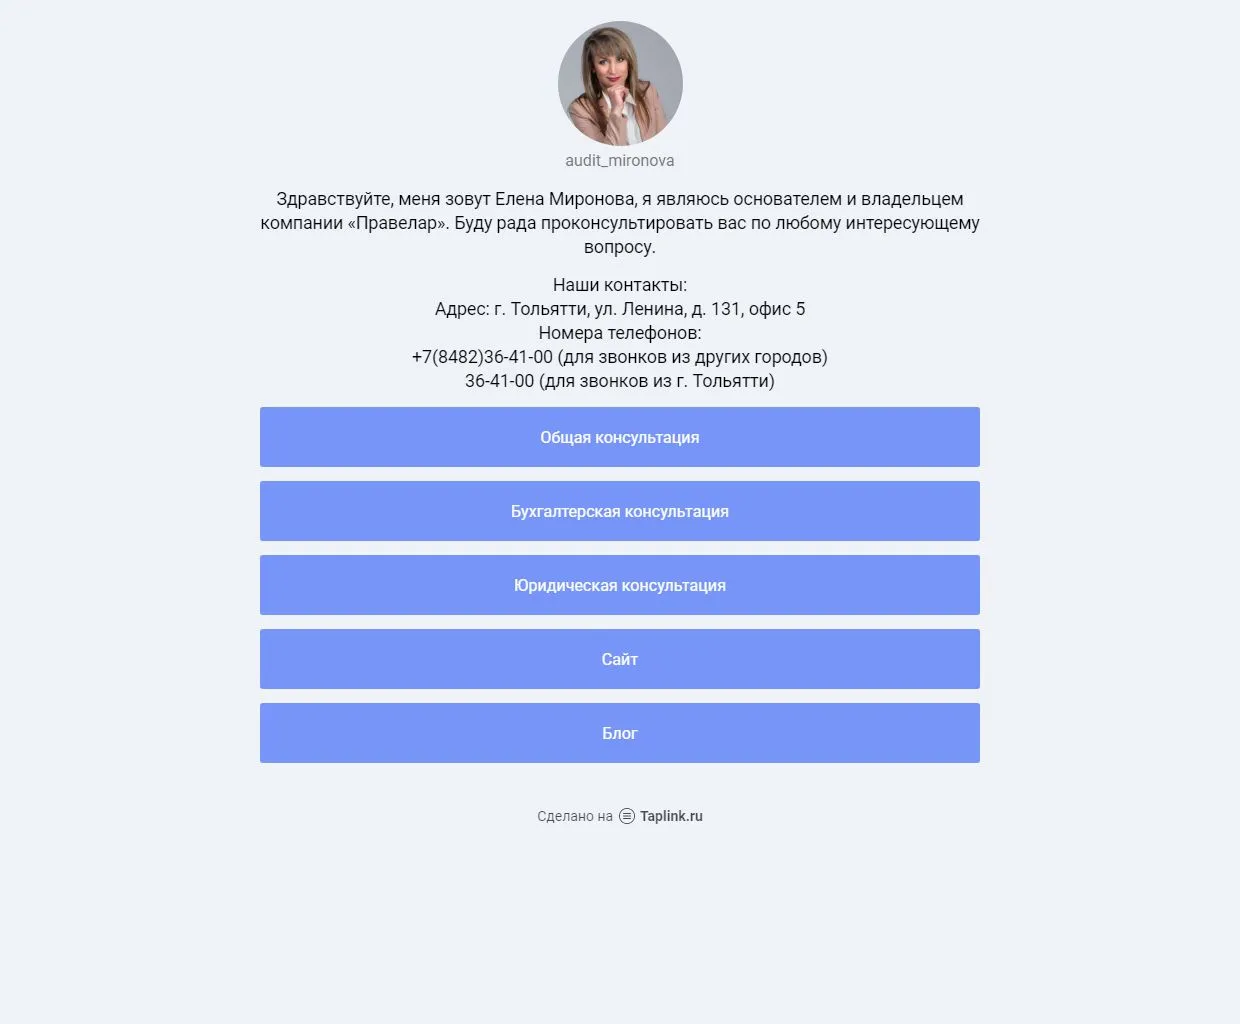 audit_mironova
Здравствуйте, меня зовут Елена Миронова, я являюсь основателем и владельцем
компании «Правелар». Буду рада проконсультировать вас по любому интересующему
вопросу.
Наши контакты:
Адрес: г. Тольятти, ул. Ленина, д. 131, офис 5
Номера телефонов:
+7(8482)36-41-00 (для звонков из других городов)
36-41-00 (для звонков из г. Тольятти)
Общая консультация
Бухгалтерская консультация
Юридическая консультация
Сайт
Блог
Сделано на Taplink.ru